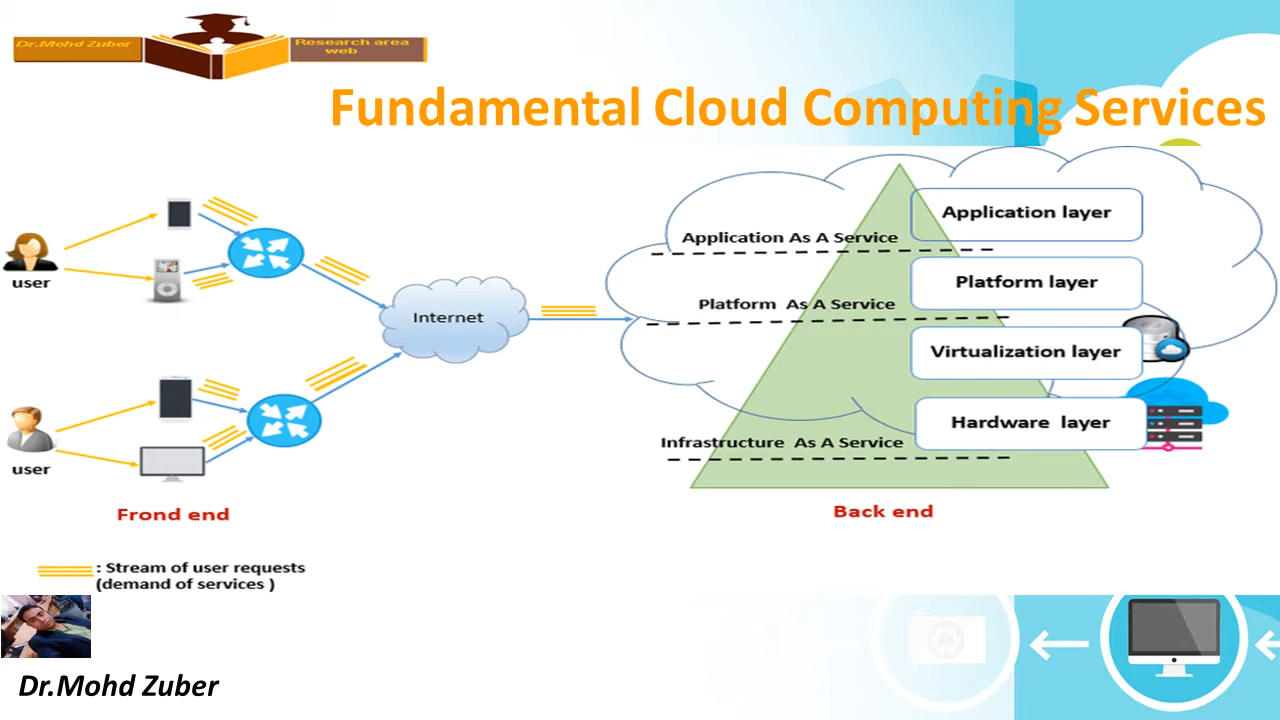 Dr.Mohd Zuber
Research area
web
Fundamental Cloud Computing Services
user
user
Internet
Application As A Service
Platform As A Service
Infrastructure As A Service
Application layer
Platform layer
Virtualization layer
Hardware layer
Frond end
Back end
: Stream of user requests
(demand of services )
Dr.Mohd Zuber